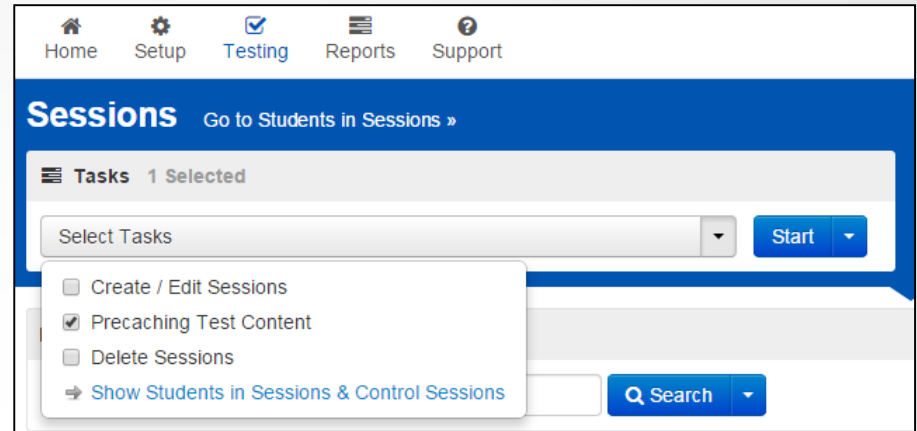 Home Setup Testing Reports Support
Sessions Go to Students in Sessions »
Tasks 1 Selected
Select Tasks Start
Create / Edit Sessions
Precaching Test Content
Delete Sessions
Show Students in Sessions & Control Sessions
Search